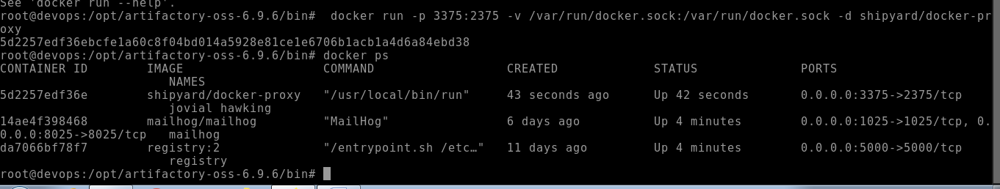 See 'docker run --help'.
root@devops:/opt/artifactory-oss-6.9.6/bin#  docker run -p 3375:2375 -v /var/run/docker.sock:/var/run/docker.sock -d shipyard/docker-pr
oxy
5d2257edf36ebcfe1a60c8f04bd014a5928e81ce1e6706b1acb1a4d6a84ebd38
root@devops:/opt/artifactory-oss-6.9.6/bin# docker ps
CONTAINER ID        IMAGE                   COMMAND                  CREATED             STATUS              PORTS
NAMES
5d2257edf36e        shipyard/docker-proxy   "/usr/local/bin/run"     43 seconds ago      Up 42 seconds       0.0.0.0:3375->2375/tcp
jovial hawking
14ae4f398468        mailhog/mailhog         "MailHog"                6 days ago          Up 4 minutes        0.0.0.0:1025->1025/tcp, 0.
0.0.0:8025->8025/tcp   mailhog
da7066bf78f7        registry:2              "/entrypoint.sh /etc…"   11 days ago         Up 4 minutes        0.0.0.0:5000->5000/tcp
registry
root@devops:/opt/artifactory-oss-6.9.6/bin#